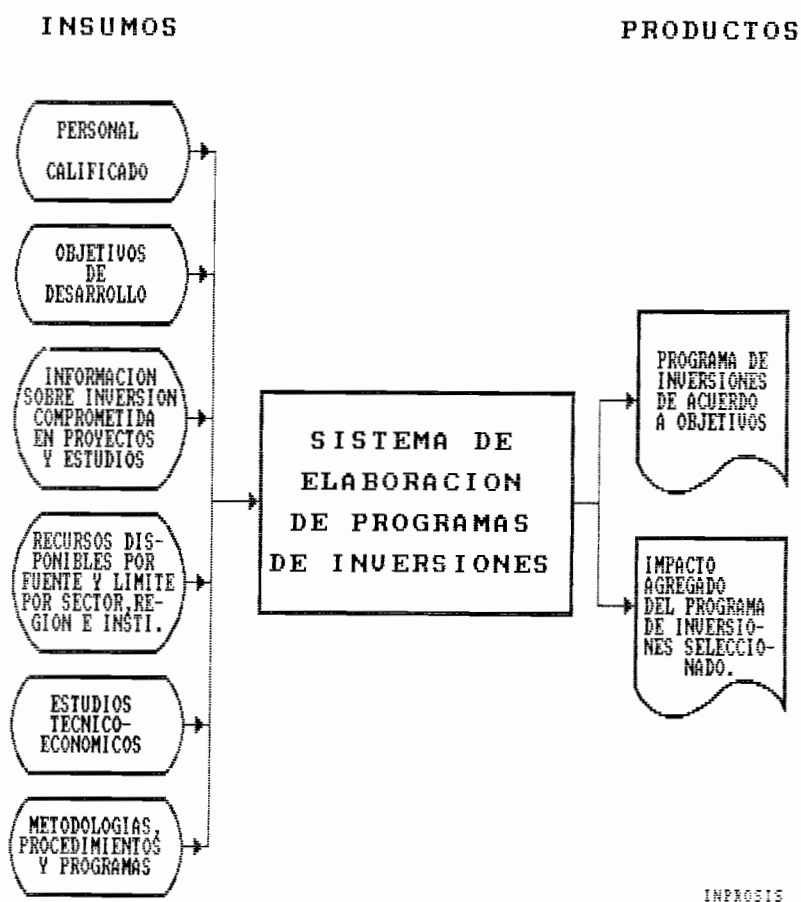 INSUMOS
PRODUCTOS
PERSONAL
CALIFICADO
OBJETIVOS
DE
DESARROLLO
INFORMACION
SOBRE INVERSION
COMPROMETIDA
EN PROYECTOS
Y ESTUDIOS
RECURSOS DIS-
PONIBLES POR
FUENTE Y LIMITE
POR SECTOR,RE-
GION E INSTI.
ESTUDIOS
TECNICO-
ECONOMICOS
METODOLOGIAS,
PROCEDIMIENTOS
Y PROGRAMAS
SISTEMA DE
ELABORACION
DE PROGRAMAS
DE INVERSIONES
PROGRAMA DE
INVERSIONES
DE ACUERDO
A OBJETIVOS
IMPACTO
AGREGADO
DEL PROGRAMA
DE INVERSIO-
NES SELECCIO-
NADO.
INPROSIS